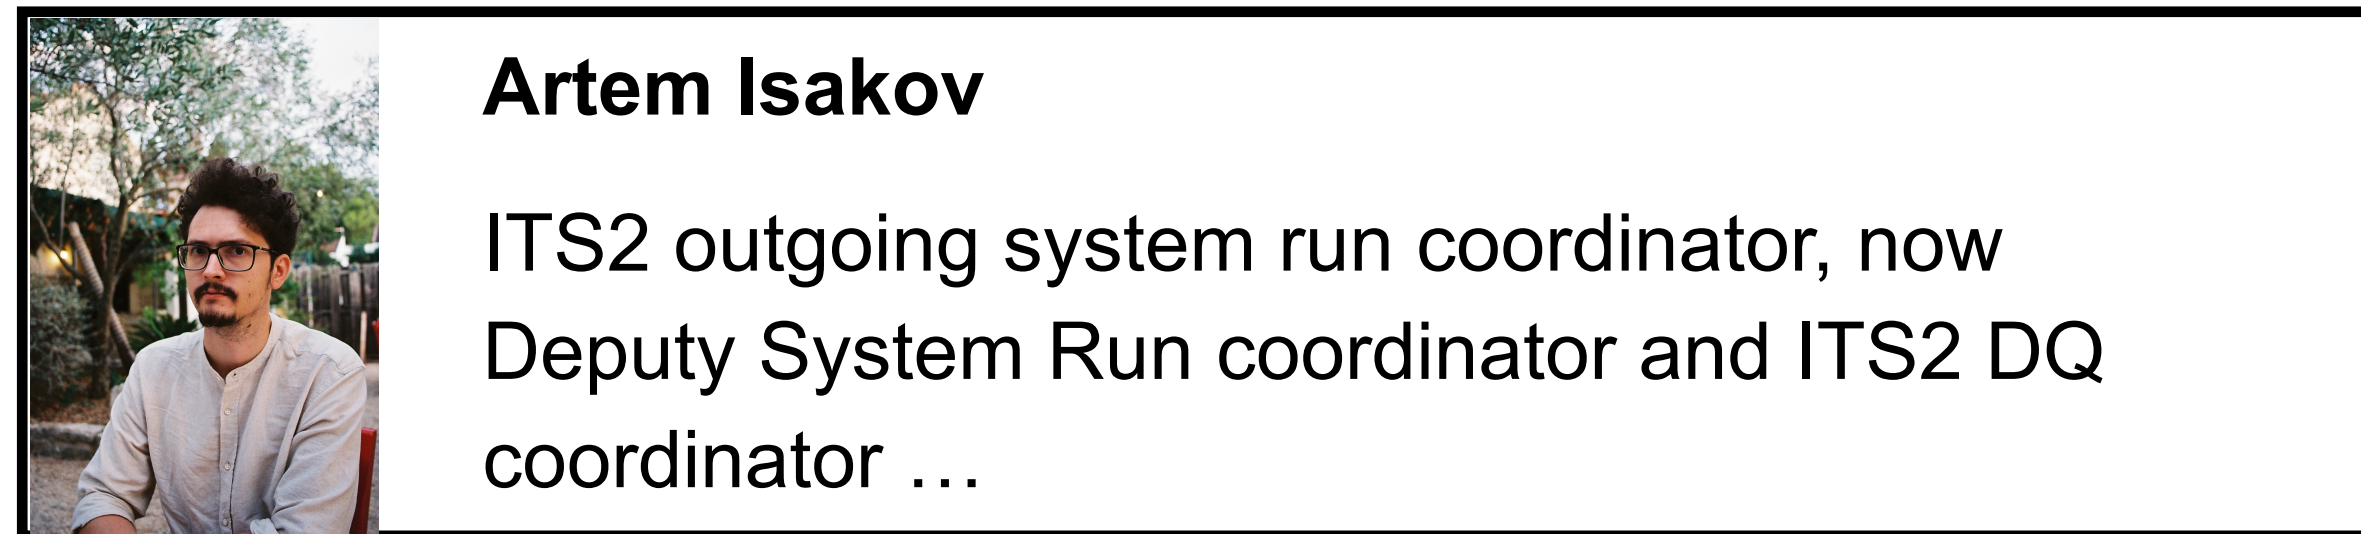 Artem Isakov
ITS2 outgoing system run coordinator, now
Deputy System Run coordinator and ITS2 DQ
coordinator …